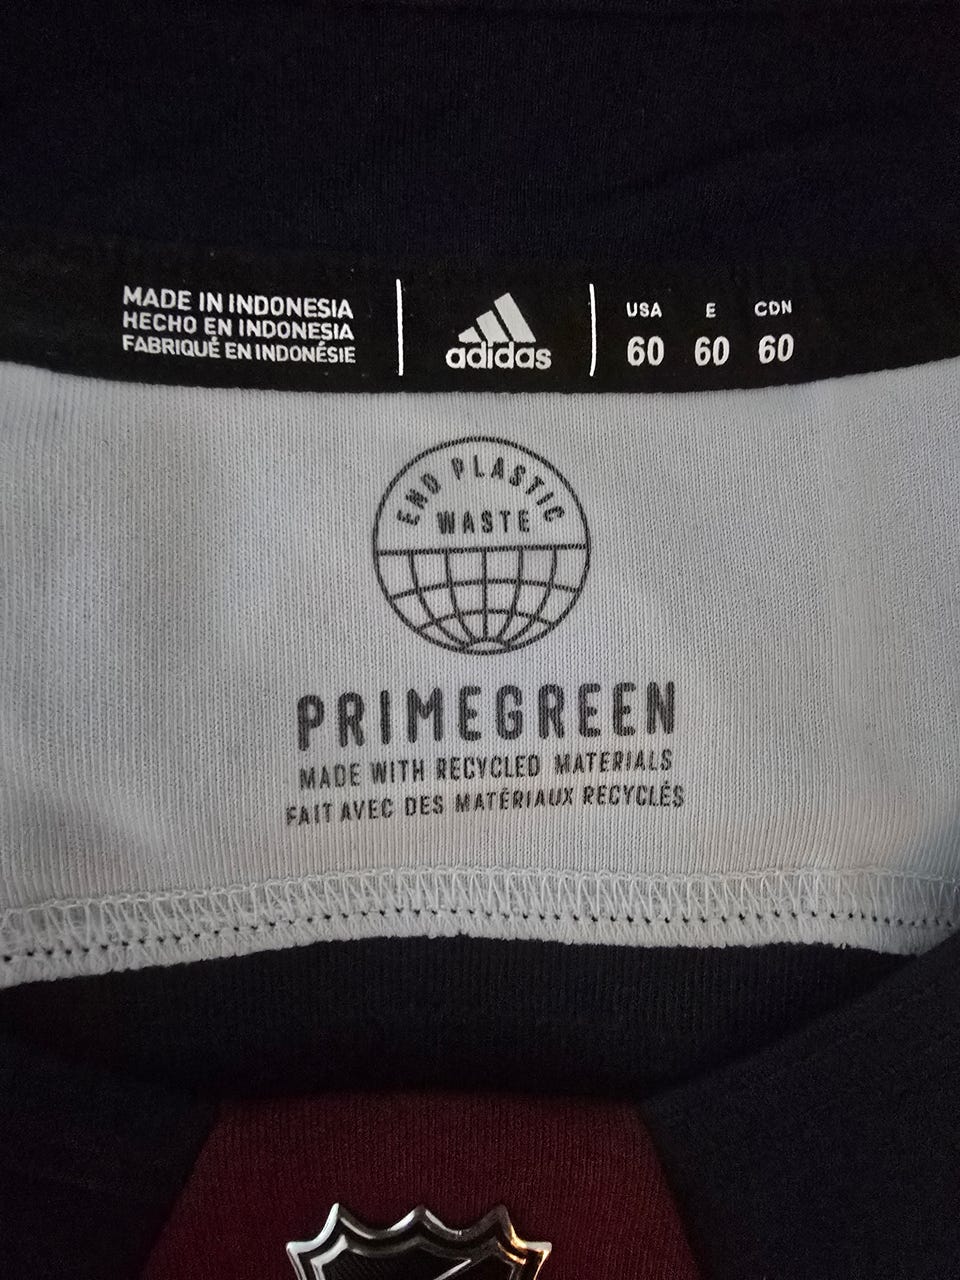 MADE IN INDONESIA
HECHO EN INDONESIA
FABRIQUÉ EN INDONÉSIE
adidas
USA E CDN
60 60 60
END PLASTIC
WASTE
PRIMEGREEN
MADE WITH RECYCLED MATERIALS
FAIT AVEC DES MATÉRIAUX RECYCLÉS